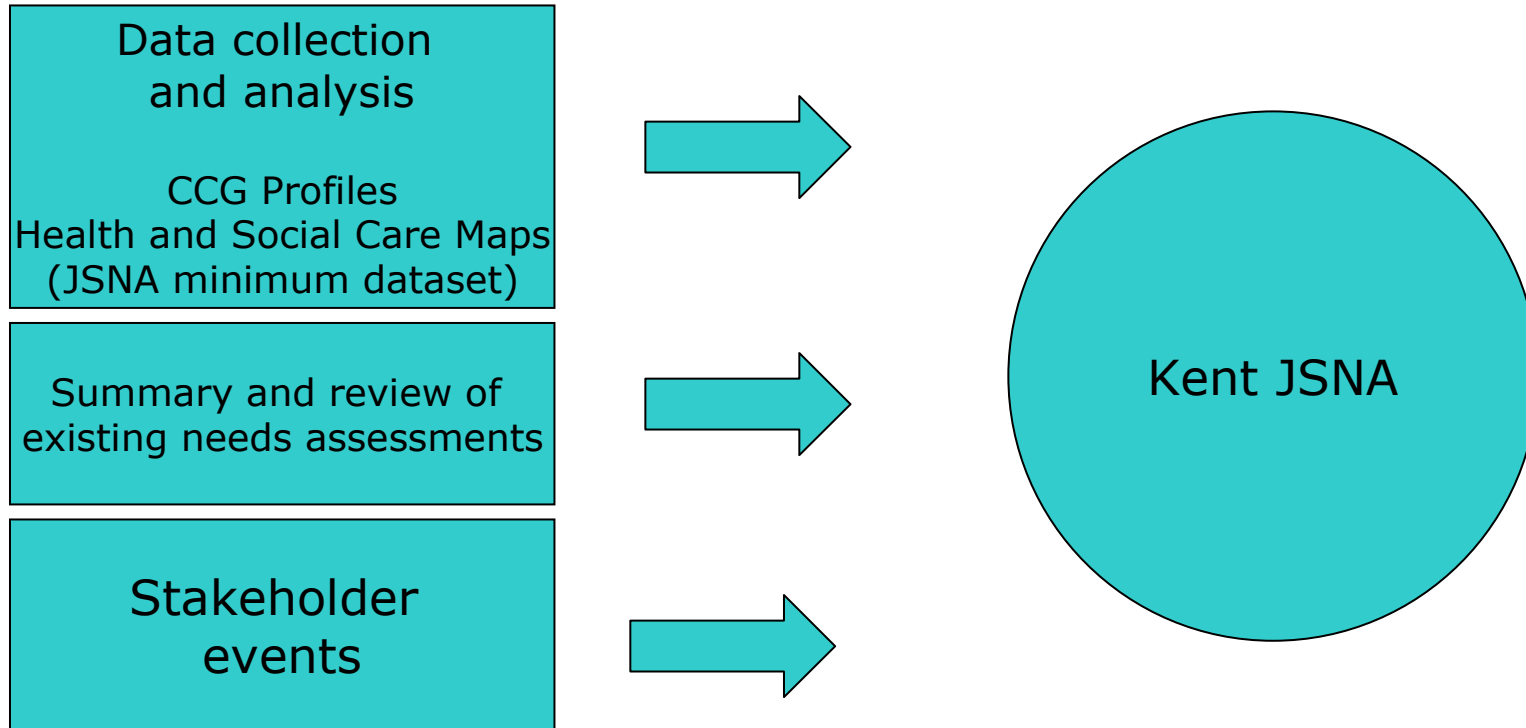 Data collection
and analysis
CCG Profiles
Health and Social Care Maps
(JSNA minimum dataset)
Summary and review of
existing needs assessments
Stakeholder
events
Kent JSNA